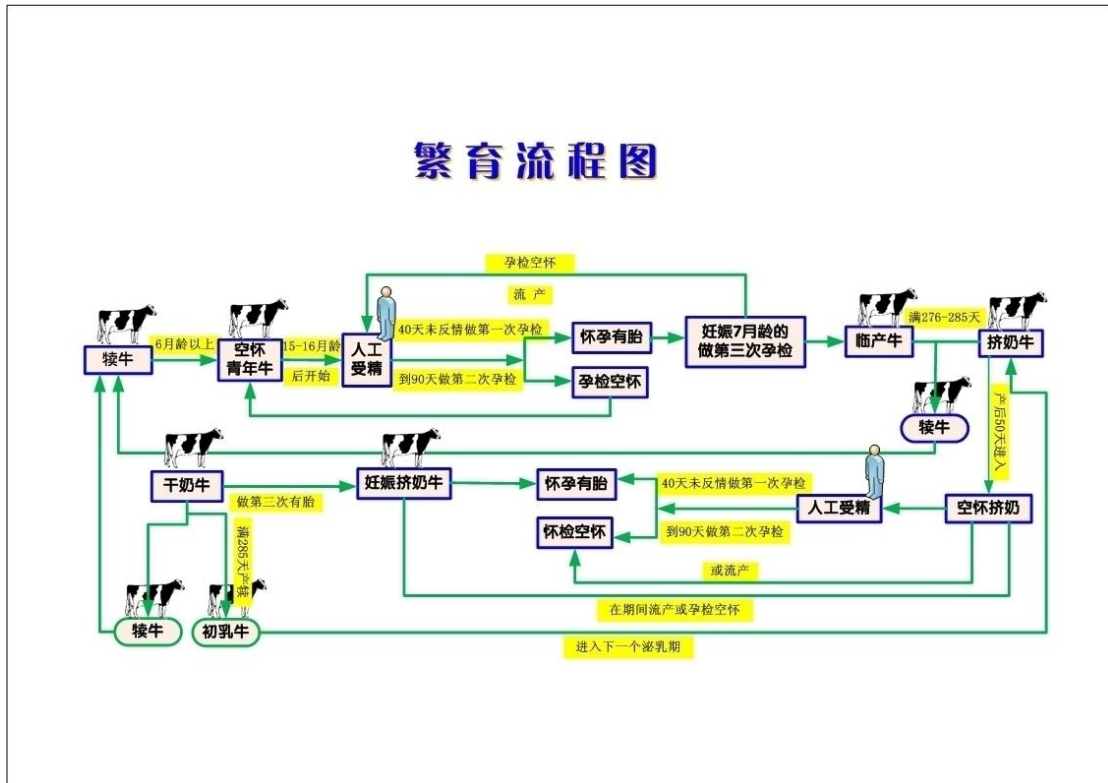 繁育流程图
孕检空怀
流 产
犊牛
6月龄以上
空怀
青年牛
15-16月龄
后开始
人工
受精
40天未反情做第一次孕检
到90天做第二次孕检
怀孕有胎
孕检空怀
妊娠7月龄的
做第三次孕检
临产牛
满276-285天
挤奶牛
犊牛
产后50天进入
干奶牛
做第三次有胎
妊娠挤奶牛
怀孕有胎
怀检空怀
40天未反情做第一次孕检
到90天做第二次孕检
人工受精
空怀挤奶
或流产
在期间流产或孕检空怀
满285天产犊
犊牛
初乳牛
进入下一个泌乳期